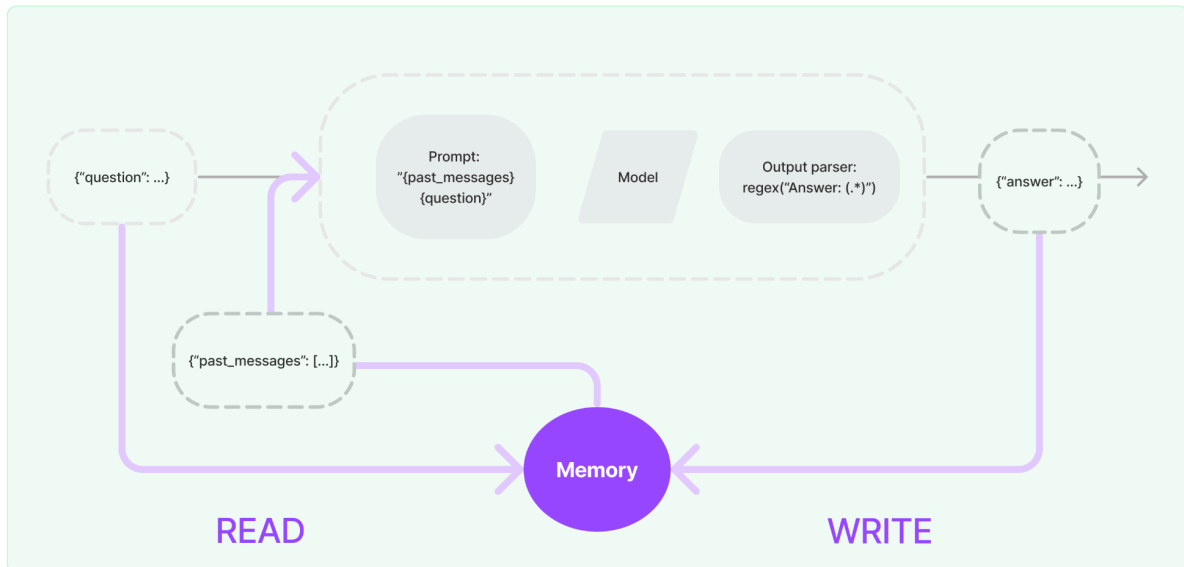 {“question”: ...}
Prompt:
“{past_messages}
{question}”
Model
Output parser:
regex(“Answer: (.*)”)
{“answer”: ...}
{“past_messages”: [...]}
Memory
READ
WRITE